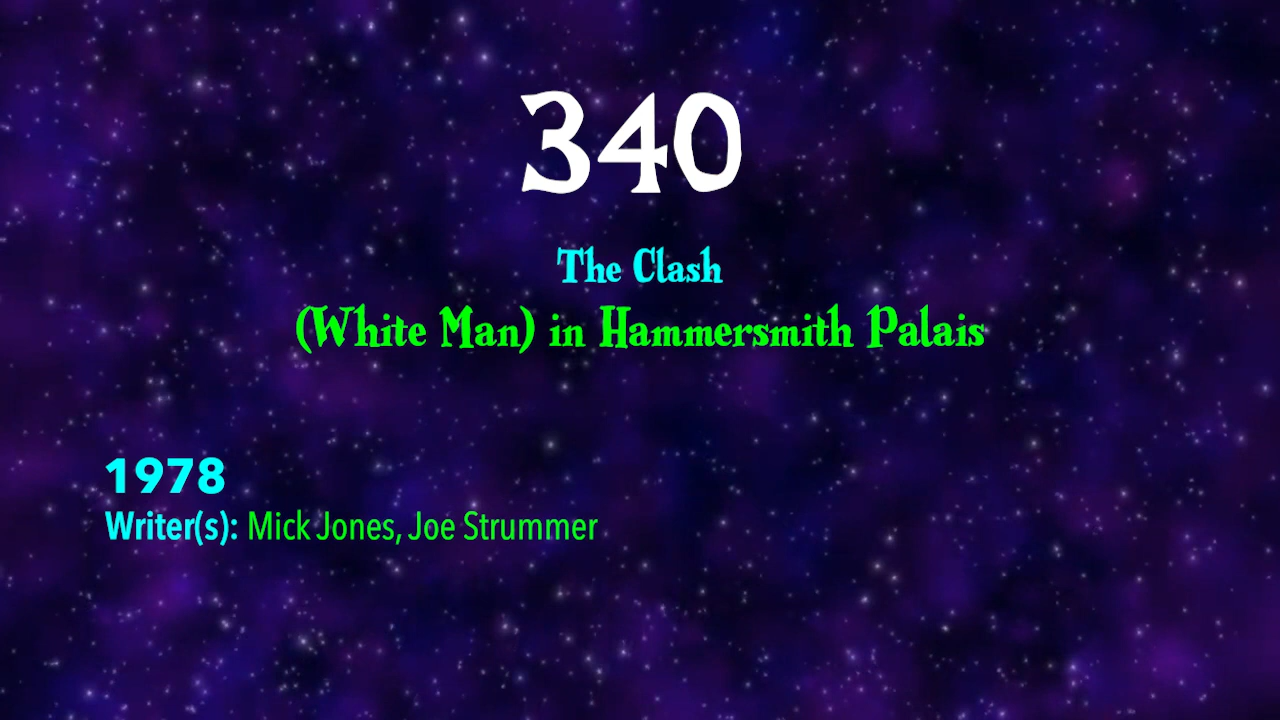 340
The Clash
(White Man) in Hammersmith Palais
1978
Writer(s): Mick Jones, Joe Strummer